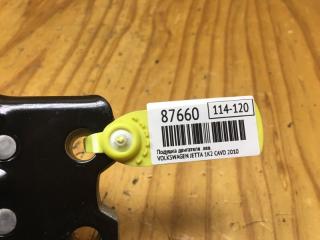 87660 114-120
Подушка двигателя лев.
VOLKSWAGEN JETTA 1K2 CAVD 2010